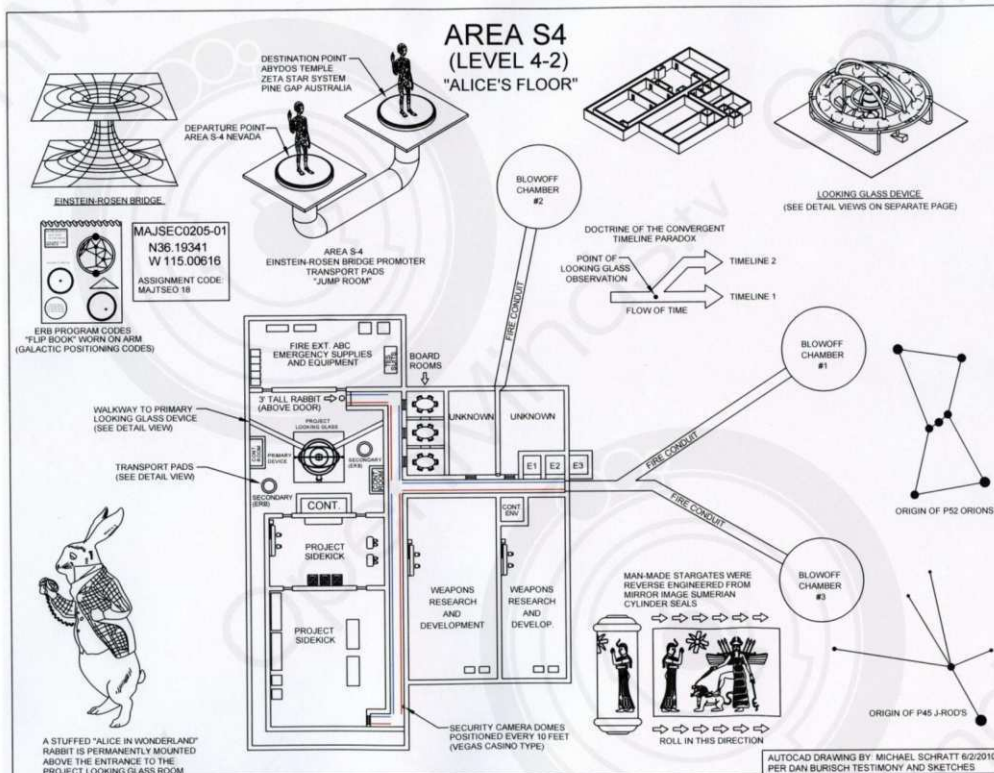 AREA S4
(LEVEL 4-2)
"ALICE'S FLOOR"
EINSTEIN-ROSEN BRIDGE
DESTINATION POINT
ABYDOS TEMPLE
ZETA STAR SYSTEM
PINE GAP AUSTRALIA
DEPARTURE POINT
AREA S-4 NEVADA
AREA S-4
EINSTEIN-ROSEN BRIDGE PROMOTER
TRANSPORT PADS
"JUMP ROOM"
LOOKING GLASS DEVICE
(SEE DETAIL VIEWS ON SEPARATE PAGE)
MAJSEC0205-01
N36.19341
W 115.00616
ASSIGNMENT CODE:
MAJTSEO 18
ERB PROGRAM CODES
"FLIP BOOK" WORN ON ARM
(GALACTIC POSITIONING CODES)
BLOWOFF
CHAMBER
#2
FIRE CONDUIT
DOCTRINE OF THE CONVERGENT
TIMELINE PARADOX
POINT OF
LOOKING GLASS
OBSERVATION
TIMELINE 2
TIMELINE 1
FLOW OF TIME
BLOWOFF
CHAMBER
#1
FIRE CONDUIT
FIRE CONDUIT
BLOWOFF
CHAMBER
#3
FIRE EXT. ABC
EMERGENCY SUPPLIES
AND EQUIPMENT
BOARD
ROOMS
3' TALL RABBIT
(ABOVE DOOR)
PROJECT
LOOKING GLASS
UNKNOWN
UNKNOWN
WALKWAY TO PRIMARY
LOOKING GLASS DEVICE
(SEE DETAIL VIEW)
PRIMARY
DEVICE
SECONDARY
(ERB)
TRANSPORT PADS
(SEE DETAIL VIEW)
SECONDARY
(ERB)
E1
E2
E3
CONT.
CONT.
ENV
PROJECT
SIDEKICK
PROJECT
SIDEKICK
WEAPONS
RESEARCH
AND
DEVELOPMENT
WEAPONS
RESEARCH
AND
DEVELOP.
SECURITY CAMERA DOMES
POSITIONED EVERY 10 FEET
(VEGAS CASINO TYPE)
MAN-MADE STARGATES WERE
REVERSE ENGINEERED FROM
MIRROR IMAGE SUMERIAN
CYLINDER SEALS
ROLL IN THIS DIRECTION
ORIGIN OF P52 ORIONS
ORIGIN OF P45 J-ROD'S
A STUFFED "ALICE IN WONDERLAND"
RABBIT IS PERMANENTLY MOUNTED
ABOVE THE ENTRANCE TO THE
PROJECT LOOKING GLASS ROOM
AUTOCAD DRAWING BY: MICHAEL SCHRATT 6/2/2010
PER DAN BURISCH TESTIMONY AND SKETCHES